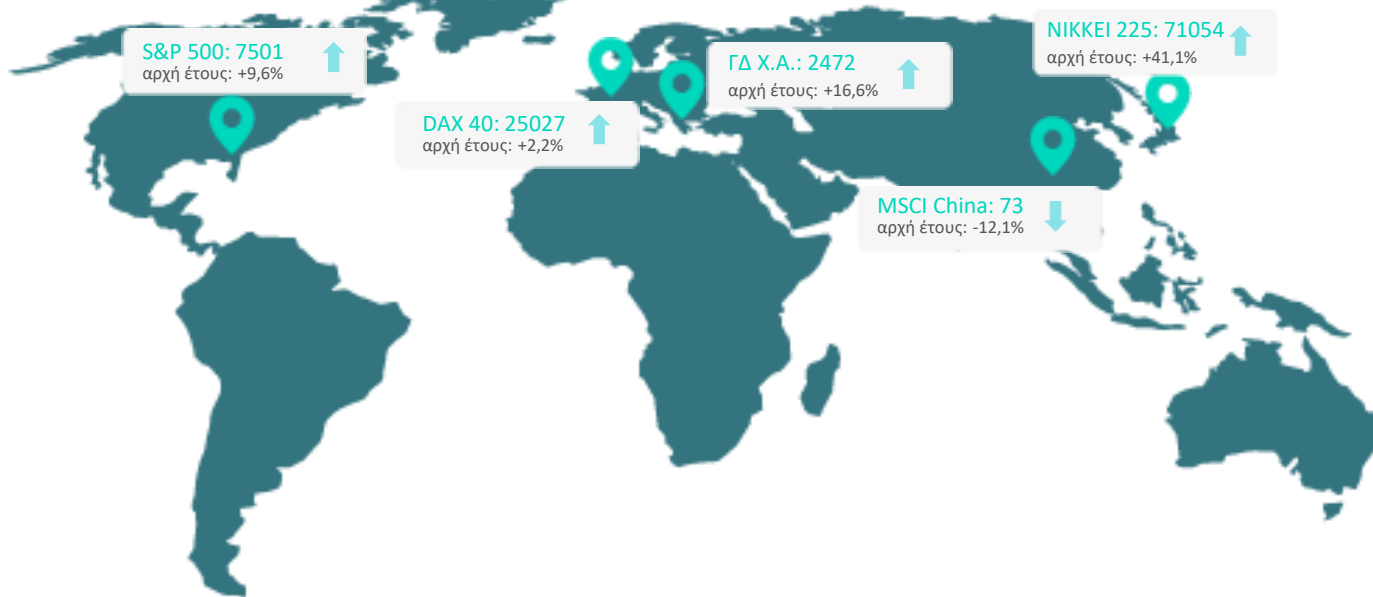 S&P 500: 7501
αρχή έτους: +9,6%
DAX 40: 25027
αρχή έτους: +2,2%
ΓΔ Χ.Α.: 2472
αρχή έτους: +16,6%
NIKKEI 225: 71054
αρχή έτους: +41,1%
MSCI China: 73
αρχή έτους: -12,1%